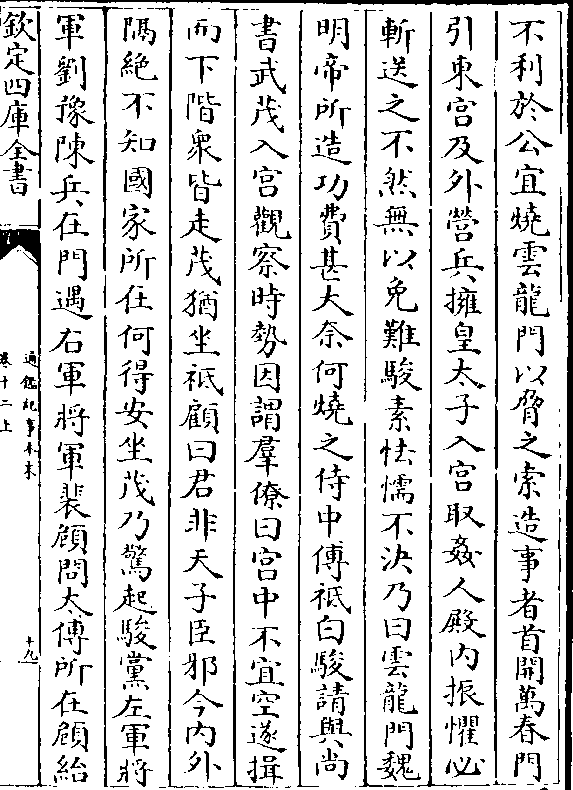 不利於公宜燒雲龍門以脅之索造事者首開萬春門
引東宫及外營兵擁皇太子入宫取姦人殿内振懼必
斬送之不然無以免難駿素怯懦不決乃曰雲龍門魏
明帝所造功費甚大奈何燒之侍中傅祗白駿請與尚
書武茂入宫觀察時勢因謂羣僚曰宫中不宜空遂揖
而下階衆皆走茂猶坐祗顧曰君非天子臣邪今内外
隔絶不知國家所在何得安坐茂乃驚起駿黨左軍將
軍劉豫陳兵在門遇右軍將軍裴頠問太傅所在頠紿
欽定四庫全書
通鑑紀事本末
卷十二上
十九